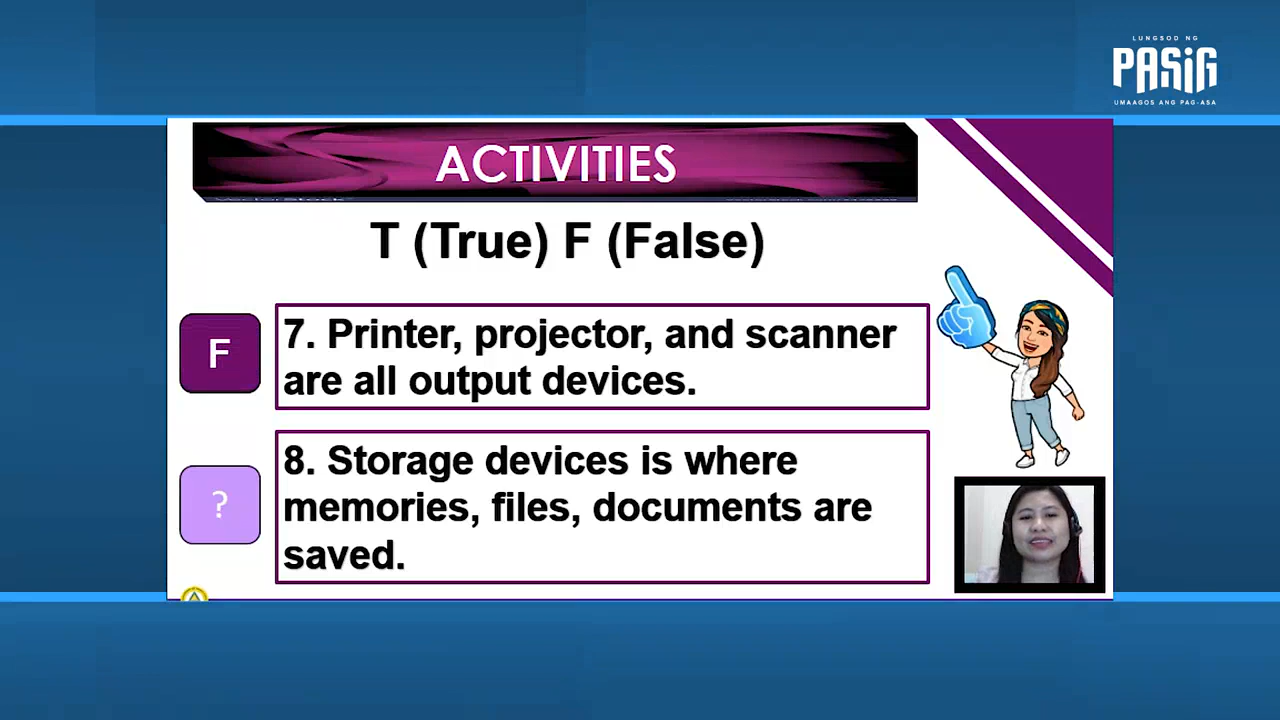 LUNGSOD NG
PASIG
UMAAGOS ANG PAG-ASA
ACTIVITIES
T (True) F (False)
F
7. Printer, projector, and scanner
are all output devices.
?
8. Storage devices is where
memories, files, documents are
saved.